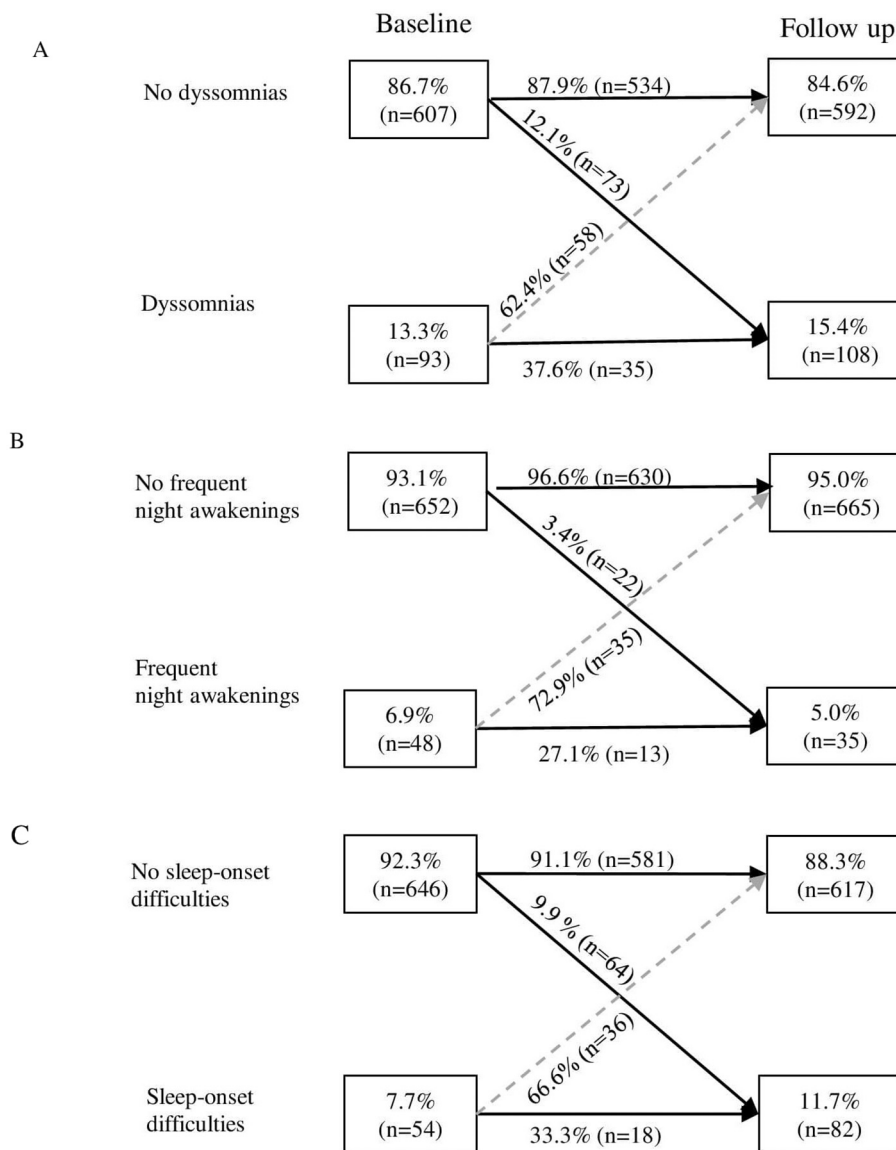 Baseline
Follow up
A
No dyssomnias
86.7%
(n=607)
87.9% (n=534)
84.6%
(n=592)
12.1% (n=73)
62.4% (n=58)
Dyssomnias
13.3%
(n=93)
37.6% (n=35)
15.4%
(n=108)
B
No frequent
night awakenings
93.1%
(n=652)
96.6% (n=630)
95.0%
(n=665)
3.4% (n=22)
72.9% (n=35)
Frequent
night awakenings
6.9%
(n=48)
27.1% (n=13)
5.0%
(n=35)
C
No sleep-onset
difficulties
92.3%
(n=646)
91.1% (n=581)
88.3%
(n=617)
9.9 % (n=64)
66.6% (n=36)
Sleep-onset
difficulties
7.7%
(n=54)
33.3% (n=18)
11.7%
(n=82)